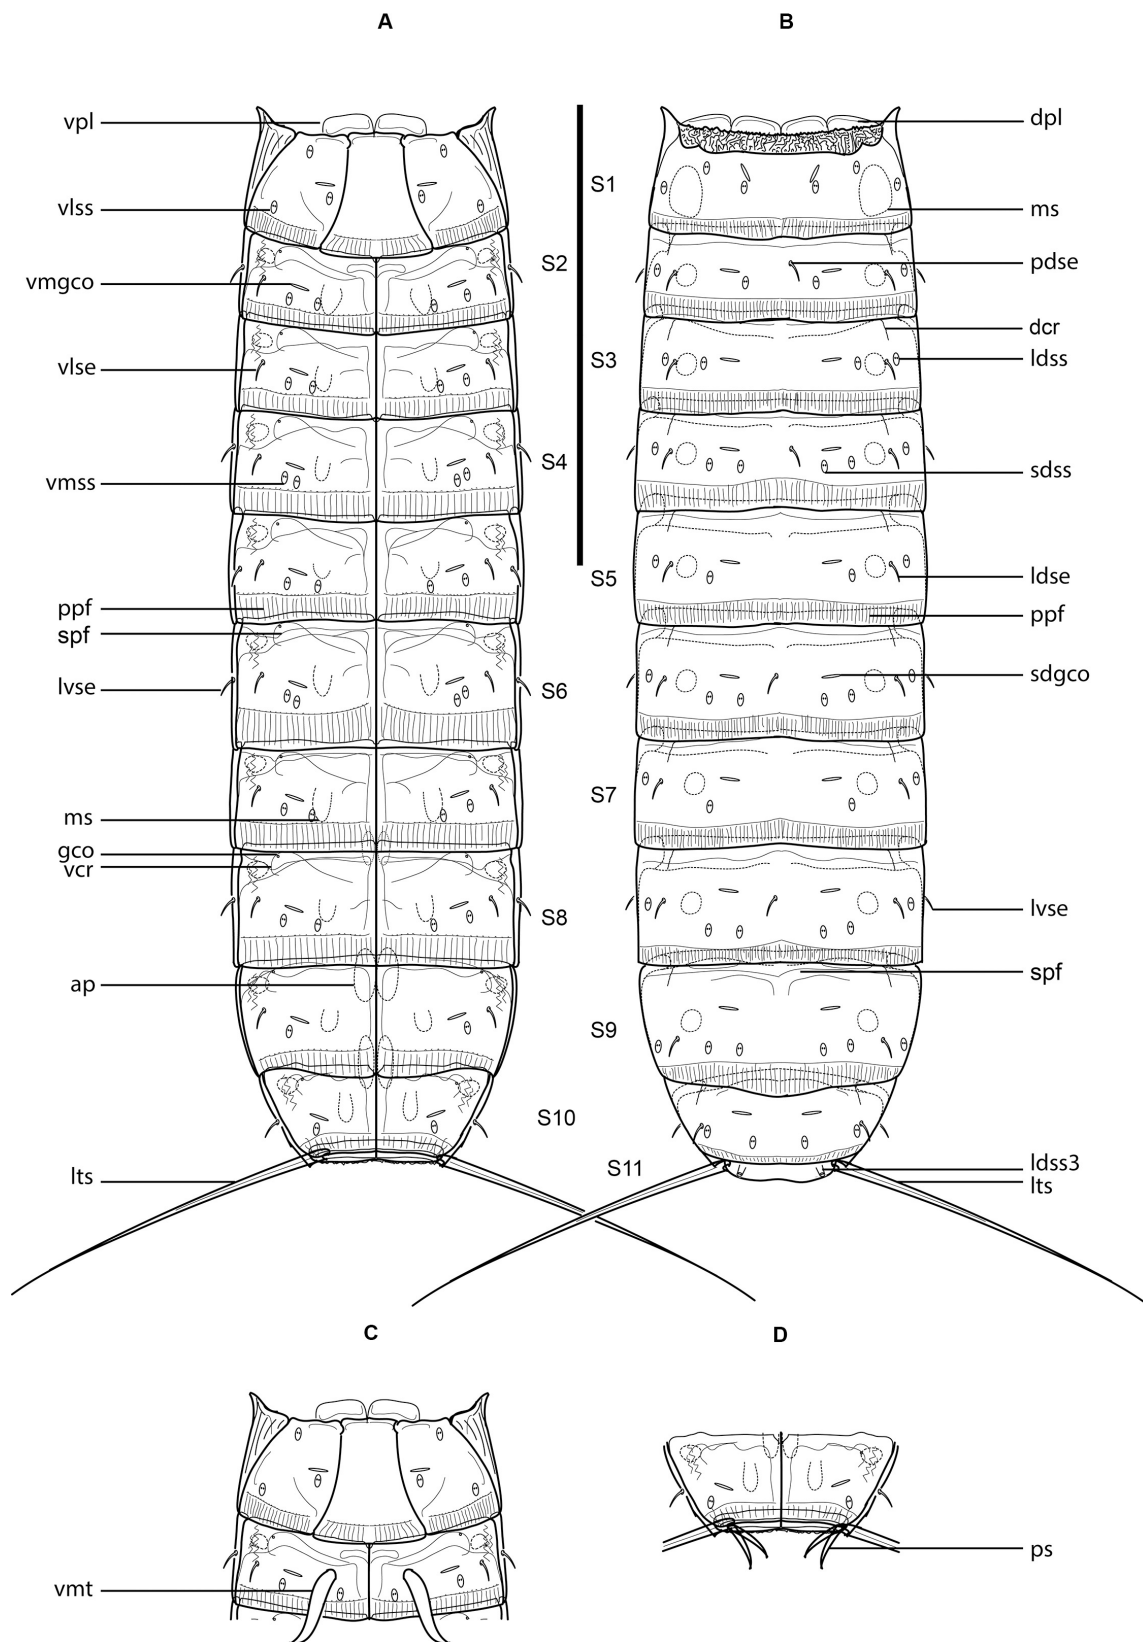 A
B
vpl
dpl
S1
vlss
ms
S2
pdse
vmgco
dcr
S3
ldss
vlse
S4
sdss
vmss
S5
ldse
ppf
ppf
spf
sdgco
lvse
S6
S7
ms
gco
vcr
lvse
S8
spf
ap
S9
S10
ldss3
S11
lts
lts
C
D
ps
vmt